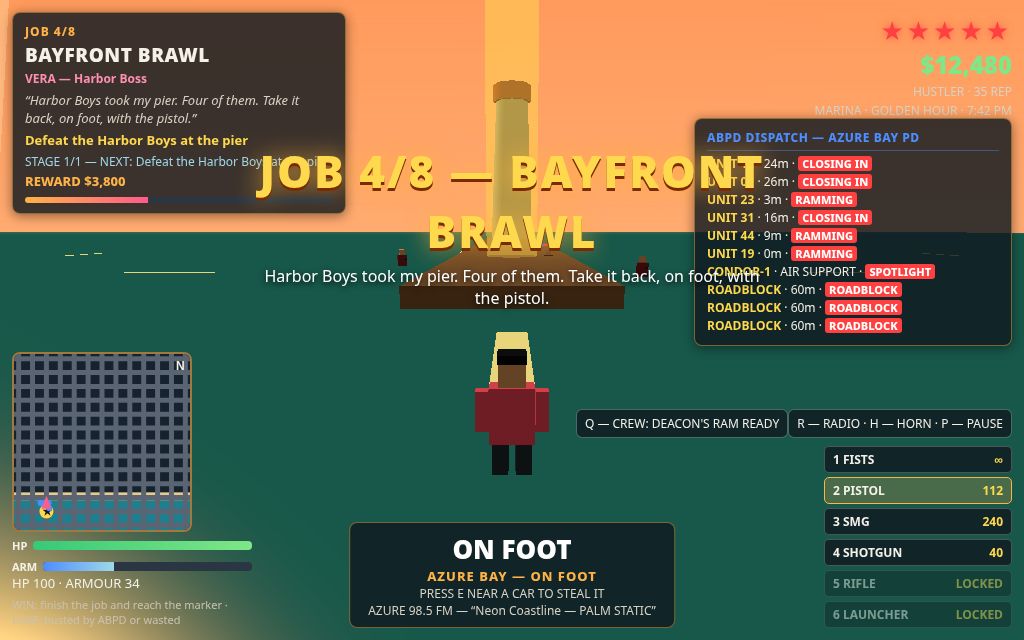 JOB 4/8
BAYFRONT BRAWL
VERA — Harbor Boss
“Harbor Boys took my pier. Four of them. Take it
back, on foot, with the pistol.”
Defeat the Harbor Boys at the pier
STAGE 1/1 — NEXT: Defeat the Harbor Boys at the pier
REWARD $3,800
★★★★★
$12,480
HUSTLER · 35 REP
MARINA · GOLDEN HOUR · 7:42 PM
JOB 4/8 — BAYFRONT
BRAWL
Harbor Boys took my pier. Four of them. Take it back, on foot, with
the pistol.
ABPD DISPATCH — AZURE BAY PD
24m · CLOSING IN
UNIT · 26m · CLOSING IN
UNIT 23 · 3m · RAMMING
UNIT 31 · 16m · CLOSING IN
UNIT 44 · 9m · RAMMING
UNIT 19 · 0m · RAMMING
CONDOR-1 · AIR SUPPORT · SPOTLIGHT
ROADBLOCK · 60m · ROADBLOCK
ROADBLOCK · 60m · ROADBLOCK
ROADBLOCK · 60m · ROADBLOCK
N
HP
ARM
HP 100 · ARMOUR 34
WIN: finish the job and reach the marker ·
LOSE: busted by ABPD or wasted
Q — CREW: DEACON'S RAM READY
R — RADIO · H — HORN · P — PAUSE
1 FISTS ∞
2 PISTOL 112
3 SMG 240
4 SHOTGUN 40
5 RIFLE LOCKED
6 LAUNCHER LOCKED
ON FOOT
AZURE BAY — ON FOOT
PRESS E NEAR A CAR TO STEAL IT
AZURE 98.5 FM — “Neon Coastline — PALM STATIC”